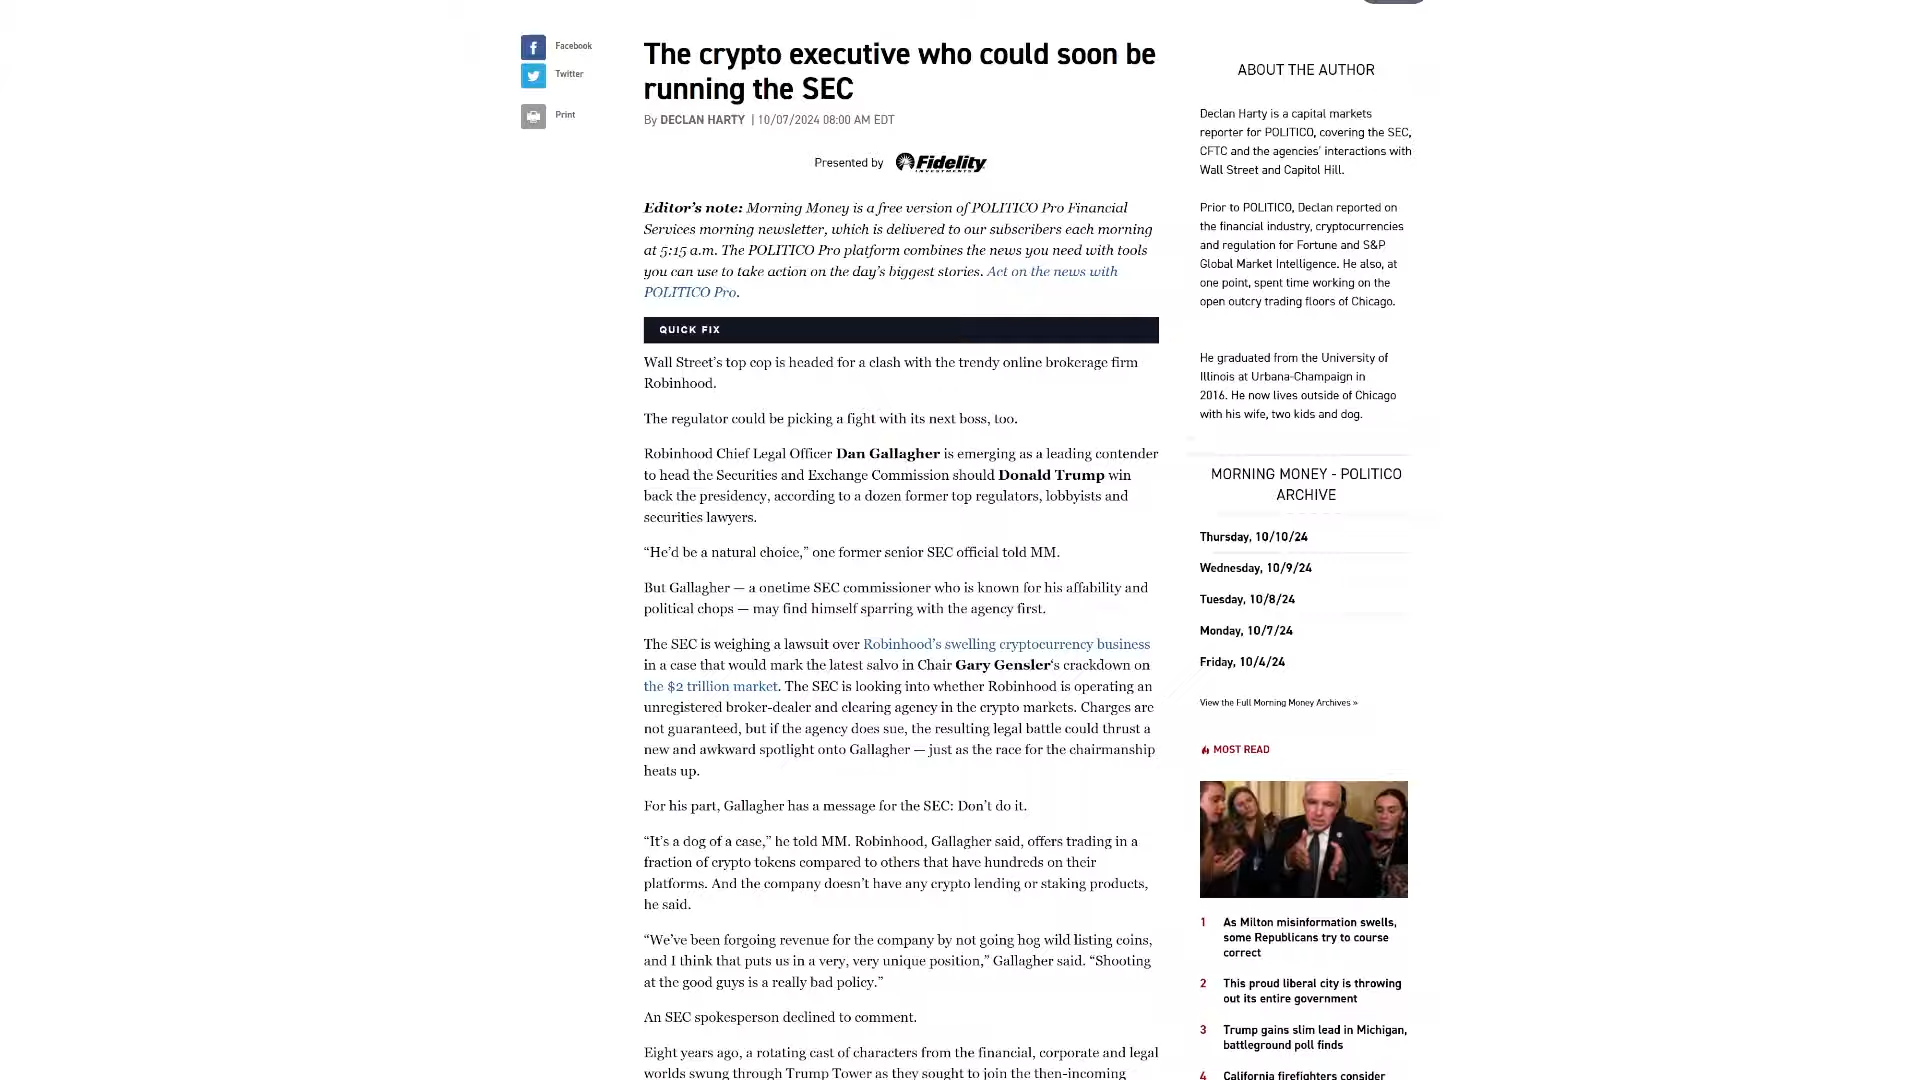 Facebook
Twitter
Print
The crypto executive who could soon be
running the SEC
By DECLAN HARTY | 10/07/2024 08:00 AM EDT
Presented by Fidelity
INVESTMENTS
Editor’s note: Morning Money is a free version of POLITICO Pro Financial
Services morning newsletter, which is delivered to our subscribers each morning
at 5:15 a.m. The POLITICO Pro platform combines the news you need with tools
you can use to take action on the day’s biggest stories. Act on the news with
POLITICO Pro.
QUICK FIX
Wall Street’s top cop is headed for a clash with the trendy online brokerage firm
Robinhood.
The regulator could be picking a fight with its next boss, too.
Robinhood Chief Legal Officer Dan Gallagher is emerging as a leading contender
to head the Securities and Exchange Commission should Donald Trump win
back the presidency, according to a dozen former top regulators, lobbyists and
securities lawyers.
“He’d be a natural choice,” one former senior SEC official told MM.
But Gallagher — a onetime SEC commissioner who is known for his affability and
political chops — may find himself sparring with the agency first.
The SEC is weighing a lawsuit over Robinhood’s swelling cryptocurrency business
in a case that would mark the latest salvo in Chair Gary Gensler‘s crackdown on
the $2 trillion market. The SEC is looking into whether Robinhood is operating an
unregistered broker-dealer and clearing agency in the crypto markets. Charges are
not guaranteed, but if the agency does sue, the resulting legal battle could thrust a
new and awkward spotlight onto Gallagher — just as the race for the chairmanship
heats up.
For his part, Gallagher has a message for the SEC: Don’t do it.
“It’s a dog of a case,” he told MM. Robinhood, Gallagher said, offers trading in a
fraction of crypto tokens compared to others that have hundreds on their
platforms. And the company doesn’t have any crypto lending or staking products,
he said.
“We’ve been forgoing revenue for the company by not going hog wild listing coins,
and I think that puts us in a very, very unique position,” Gallagher said. “Shooting
at the good guys is a really bad policy.”
An SEC spokesperson declined to comment.
Eight years ago, a rotating cast of characters from the financial, corporate and legal
worlds swung through Trump Tower as they sought to join the then-incoming
ABOUT THE AUTHOR
Declan Harty is a capital markets
reporter for POLITICO, covering the SEC,
CFTC and the agencies’ interactions with
Wall Street and Capitol Hill.
Prior to POLITICO, Declan reported on
the financial industry, cryptocurrencies
and regulation for Fortune and S&P
Global Market Intelligence. He also, at
one point, spent time working on the
open outcry trading floors of Chicago.
He graduated from the University of
Illinois at Urbana-Champaign in
2016. He now lives outside of Chicago
with his wife, two kids and dog.
MORNING MONEY - POLITICO
ARCHIVE
Thursday, 10/10/24
Wednesday, 10/9/24
Tuesday, 10/8/24
Monday, 10/7/24
Friday, 10/4/24
View the Full Morning Money Archives »
MOST READ
1 As Milton misinformation swells,
some Republicans try to course
correct
2 This proud liberal city is throwing
out its entire government
3 Trump gains slim lead in Michigan,
battleground poll finds
4 California firefighters consider